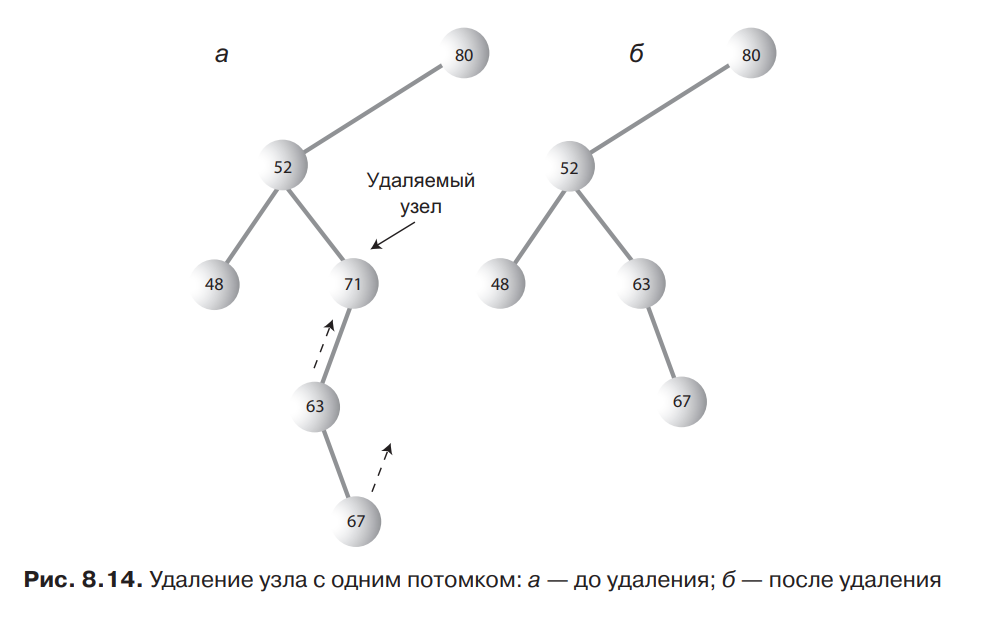 а
80
б
80
52
52
Удаляемый
узел
48
71
48
63
63
67
67
Рис. 8.14. Удаление узла с одним потомком: а — до удаления; б — после удаления